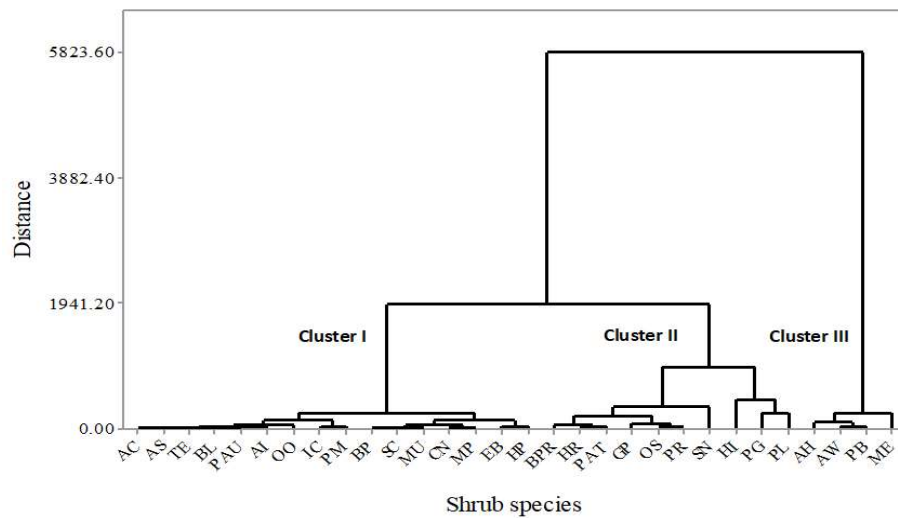 5823.60
3882.40
Distance
1941.20
Cluster I
Cluster II
Cluster III
0.00
AC AS TE BL PAU AI OO IC PM BP SC MU CN MP EB HP BPR HR PAT GP OS PR SN HI PG PL AH AW PB ME
Shrub species